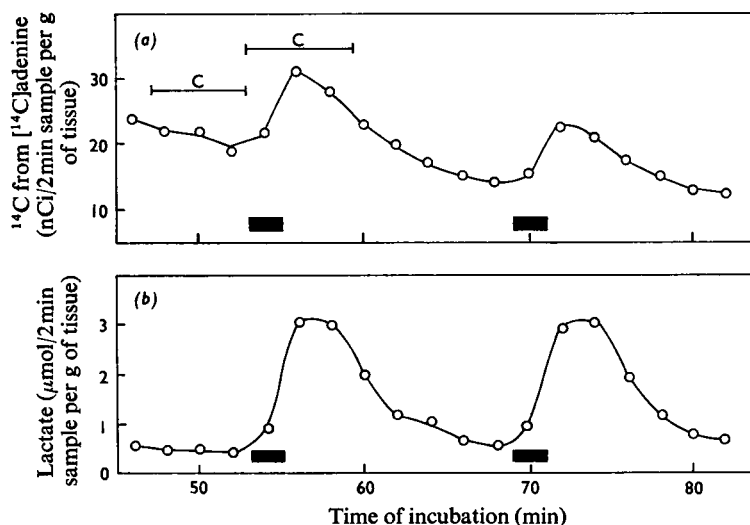 (a)
C
C
30
20
10
¹⁴C from [¹⁴C]adenine
(nCi/2min sample per g
of tissue)
(b)
3
2
1
0
Lactate (μmol/2min
sample per g of tissue)
50
60
70
80
Time of incubation (min)